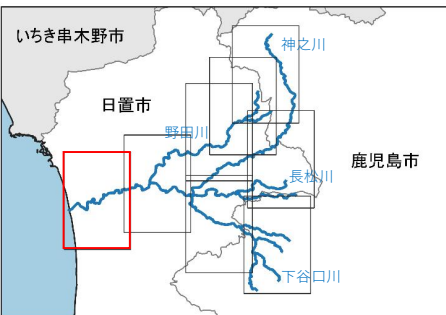 いちき串木野市
神之川
日置市
野田川
鹿児島市
長松川
下谷口川